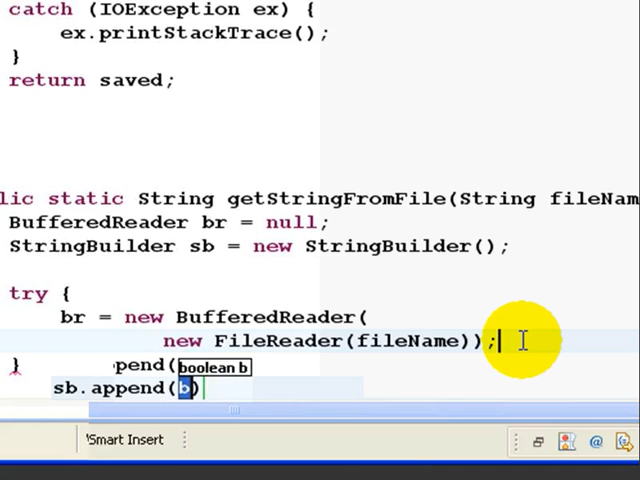 catch (IOException ex) {
ex.printStackTrace();
}
return saved;
lic static String getStringFromFile(String fileNam
BufferedReader br = null;
StringBuilder sb = new StringBuilder();
try {
br = new BufferedReader(
new FileReader(fileName));
} pend( boolean b
sb.append(b)
Smart Insert